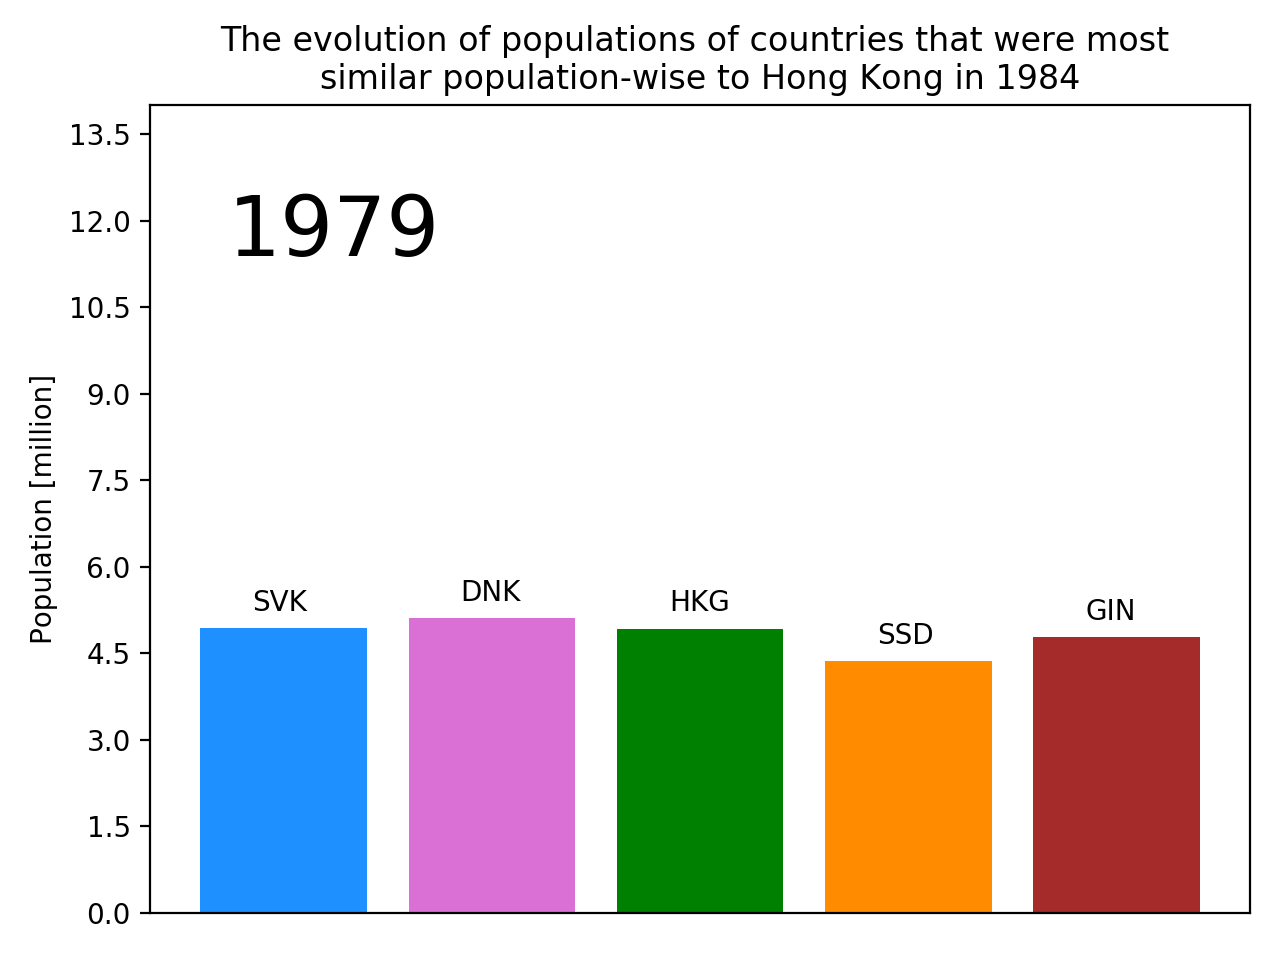 The evolution of populations of countries that were most
similar population-wise to Hong Kong in 1984
13.5
12.0
10.5
9.0
7.5
6.0
4.5
3.0
1.5
0.0
Population [million]
1979
SVK
DNK
HKG
SSD
GIN